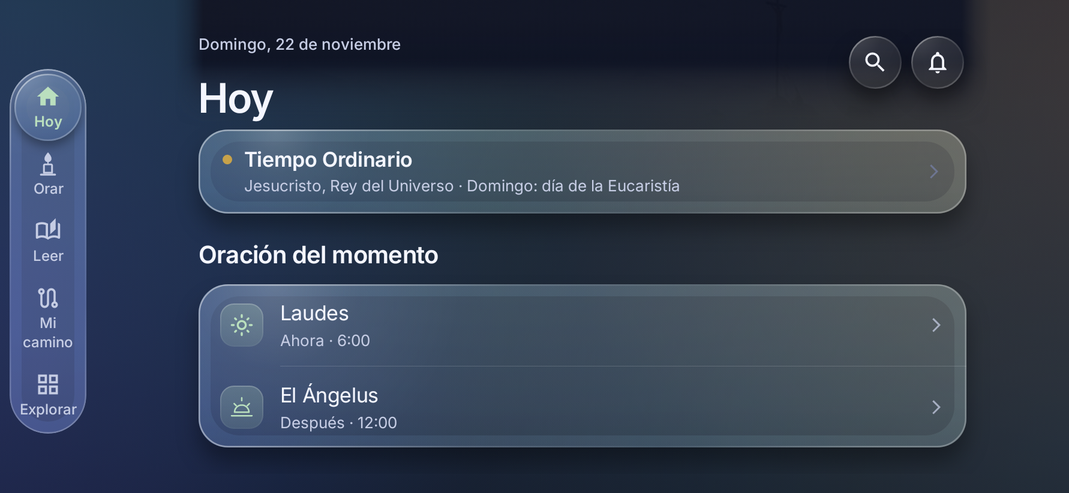 Domingo, 22 de noviembre
Hoy
Tiempo Ordinario
Jesucristo, Rey del Universo · Domingo: día de la Eucaristía
Oración del momento
Laudes
Ahora · 6:00
El Ángelus
Después · 12:00
Hoy
Orar
Leer
Mi
camino
Explorar